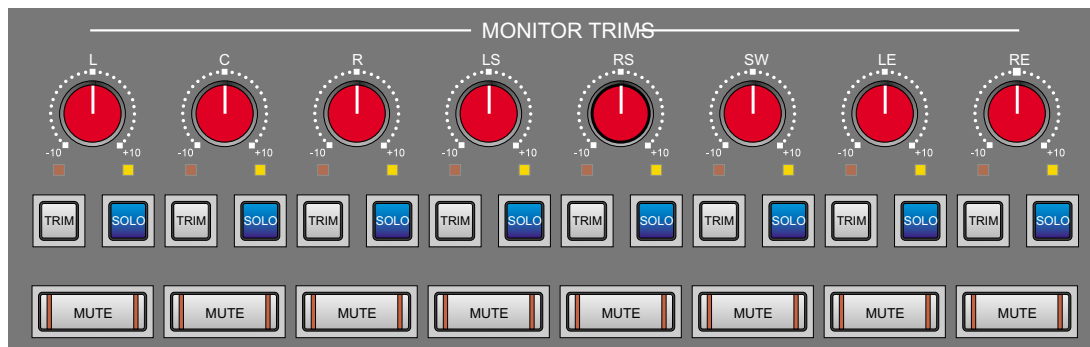 MONITOR TRIMS
L C R LS RS SW LE RE
-10 +10 -10 +10 -10 +10 -10 +10 -10 +10 -10 +10 -10 +10 -10 +10
TRIM SOLO TRIM SOLO TRIM SOLO TRIM SOLO TRIM SOLO TRIM SOLO TRIM SOLO TRIM SOLO
MUTE MUTE MUTE MUTE MUTE MUTE MUTE MUTE